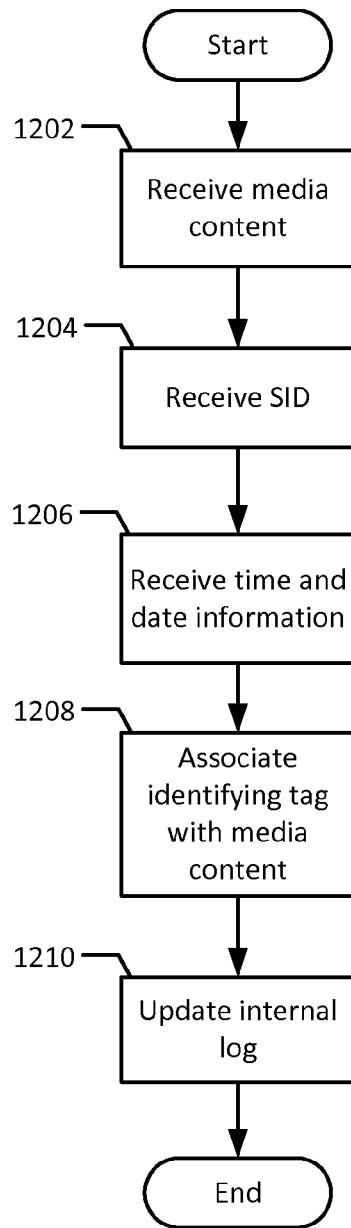 Start
1202
Receive media
content
1204
Receive SID
1206
Receive time and
date information
1208
Associate
identifying tag
with media
content
1210
Update internal
log
End